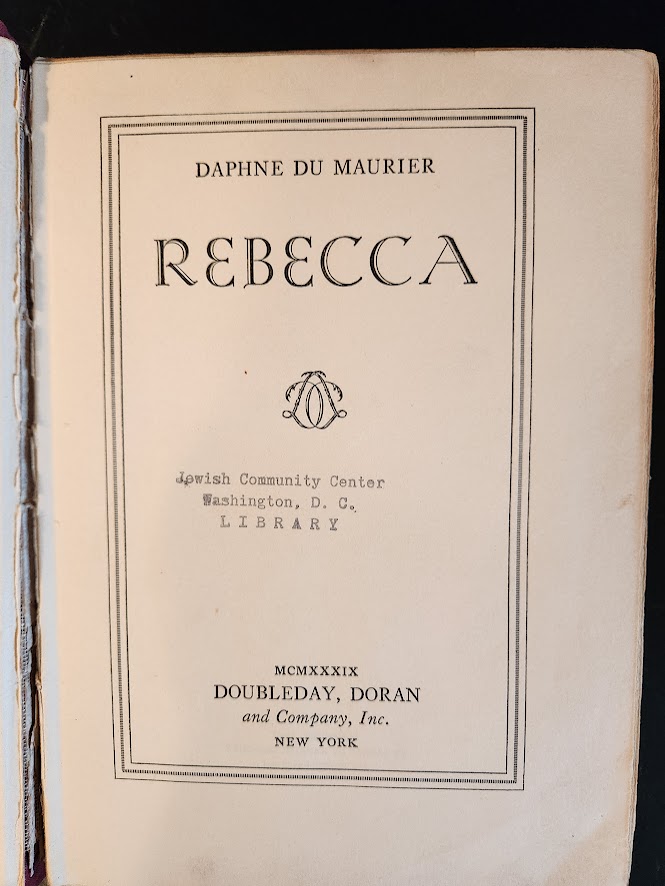 DAPHNE DU MAURIER
REBECCA
Jewish Community Center
Washington, D. C.
LIBRARY
MCMXXXIX
DOUBLEDAY, DORAN
and Company, Inc.
NEW YORK